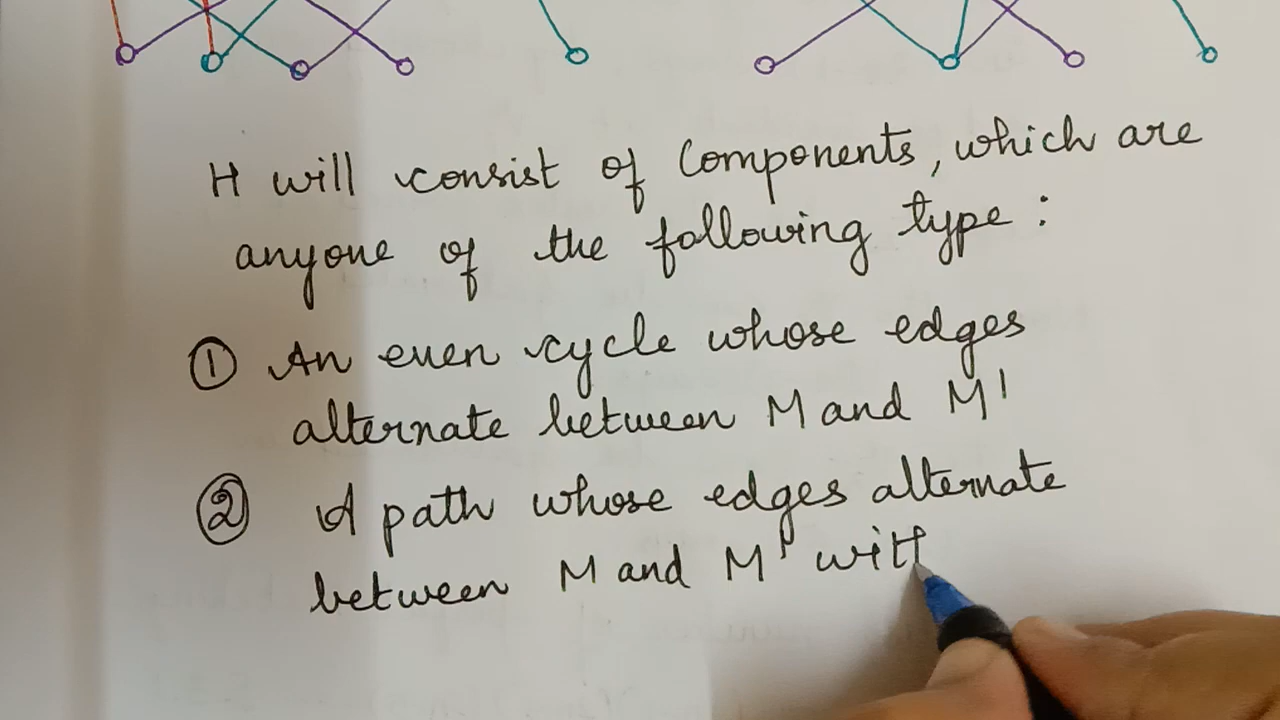 H will consist of Components, which are
anyone of the following type :
① An even cycle whose edges
alternate between M and M'
② A path whose edges alternate
between M and M' with